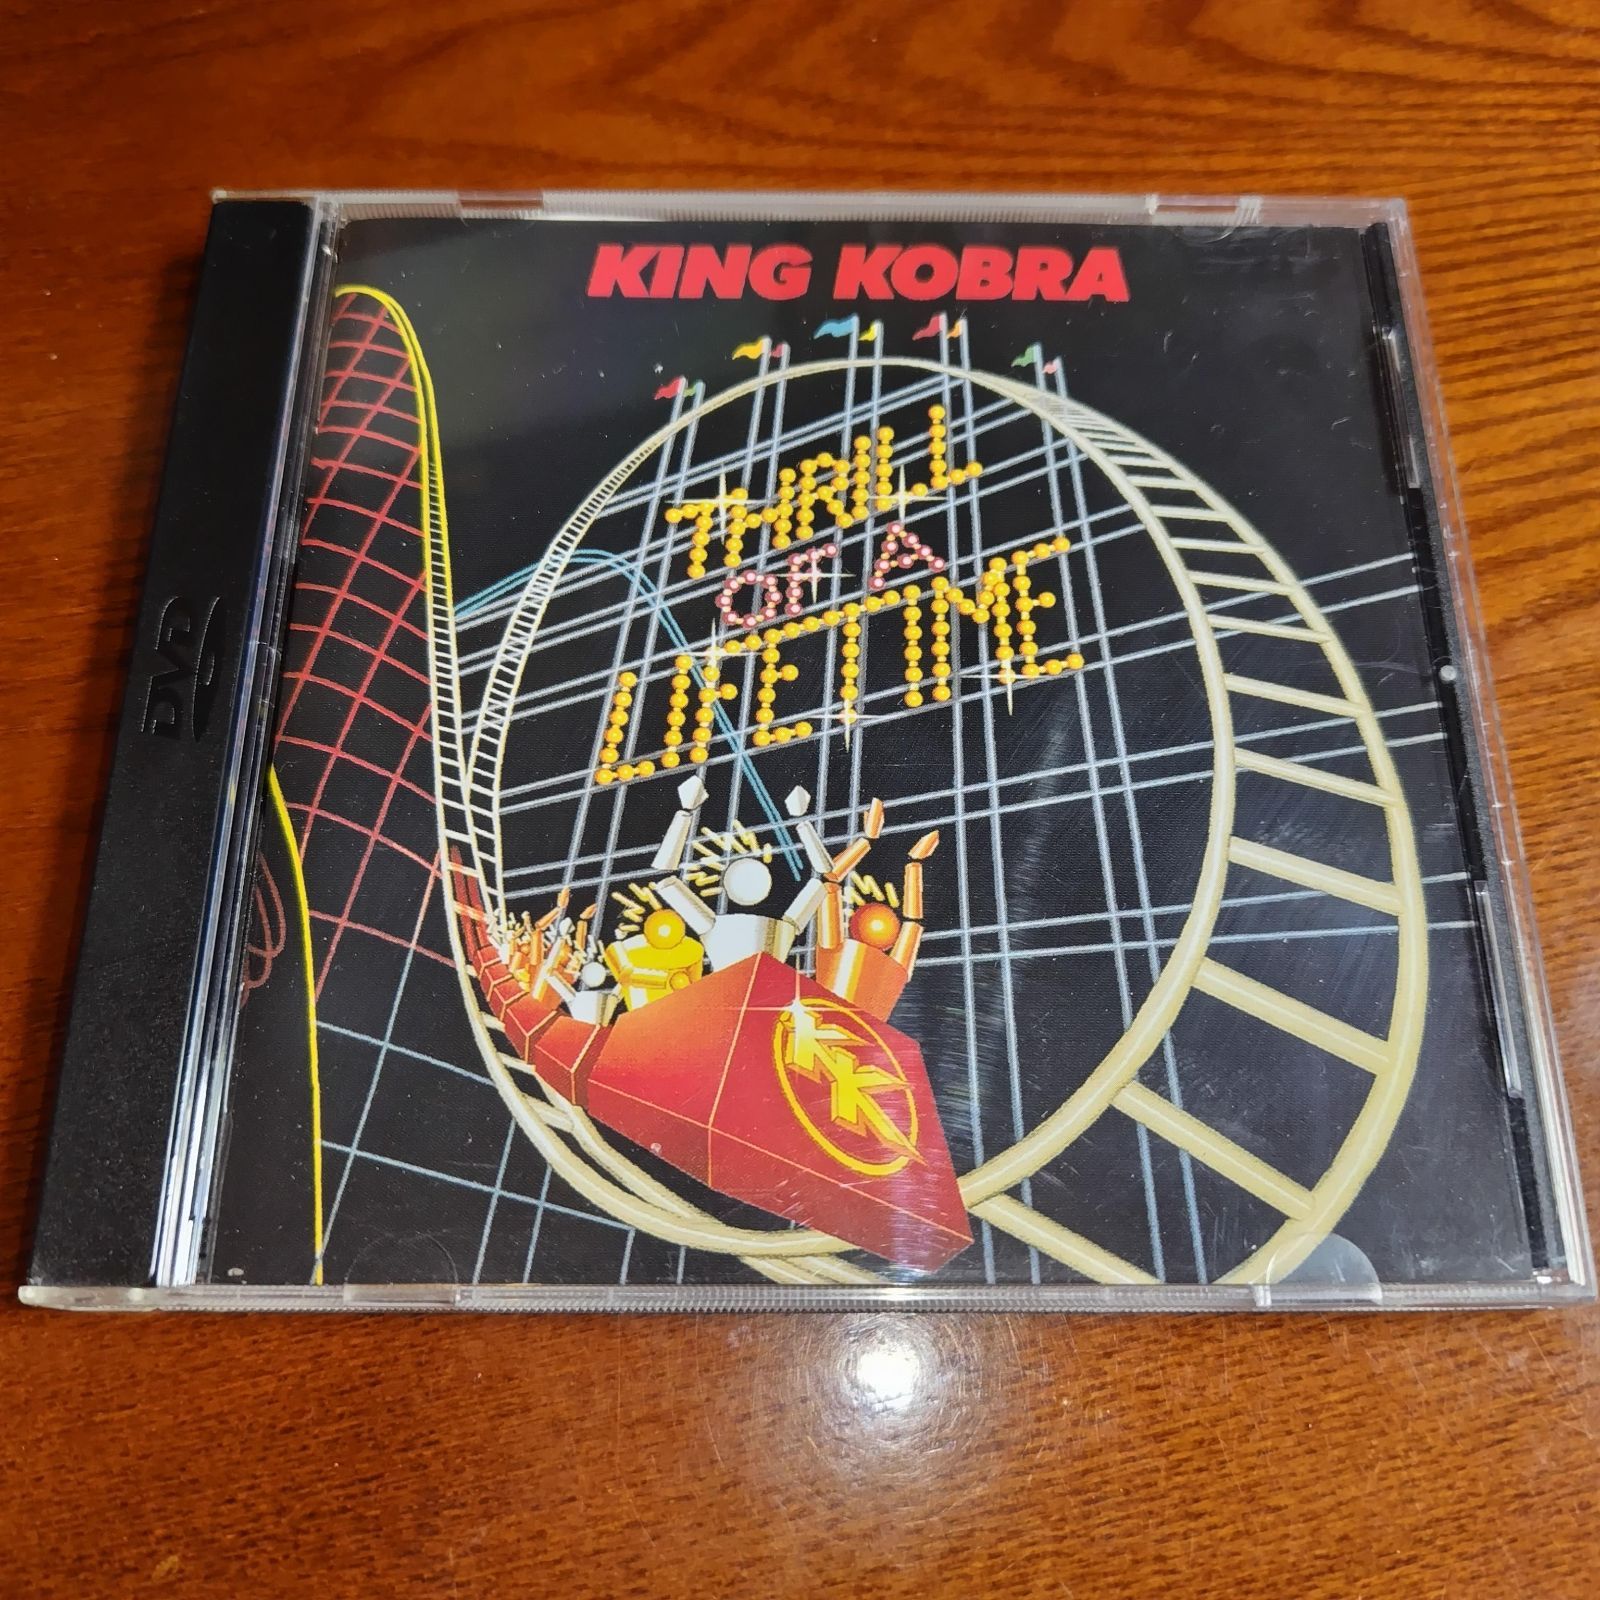 KING KOBRA
THRILL
OF A
LIFETIME
KK
DVD